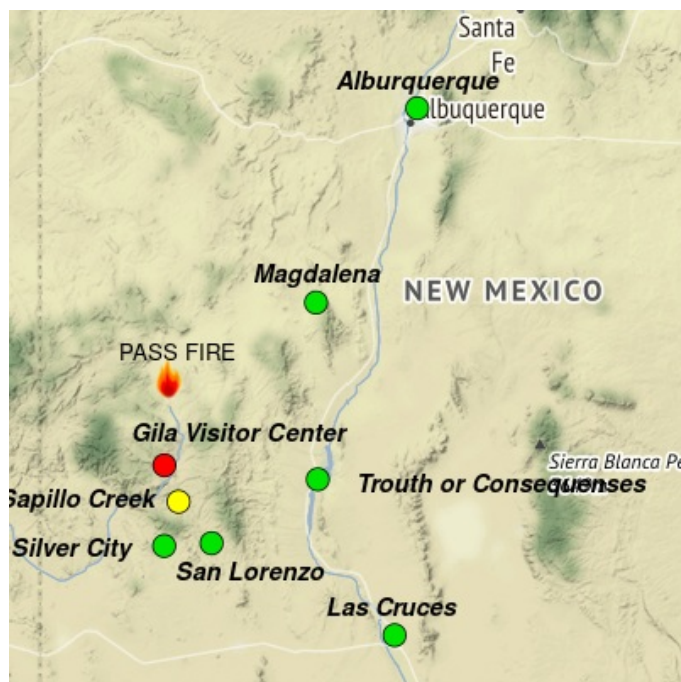 Santa
Fe
Alburquerque
lbuquerque
Magdalena
NEW MEXICO
PASS FIRE
Gila Visitor Center
Sierra Blanca Pe
Trouth or Consequenses
Sapillo Creek
Silver City
San Lorenzo
Las Cruces